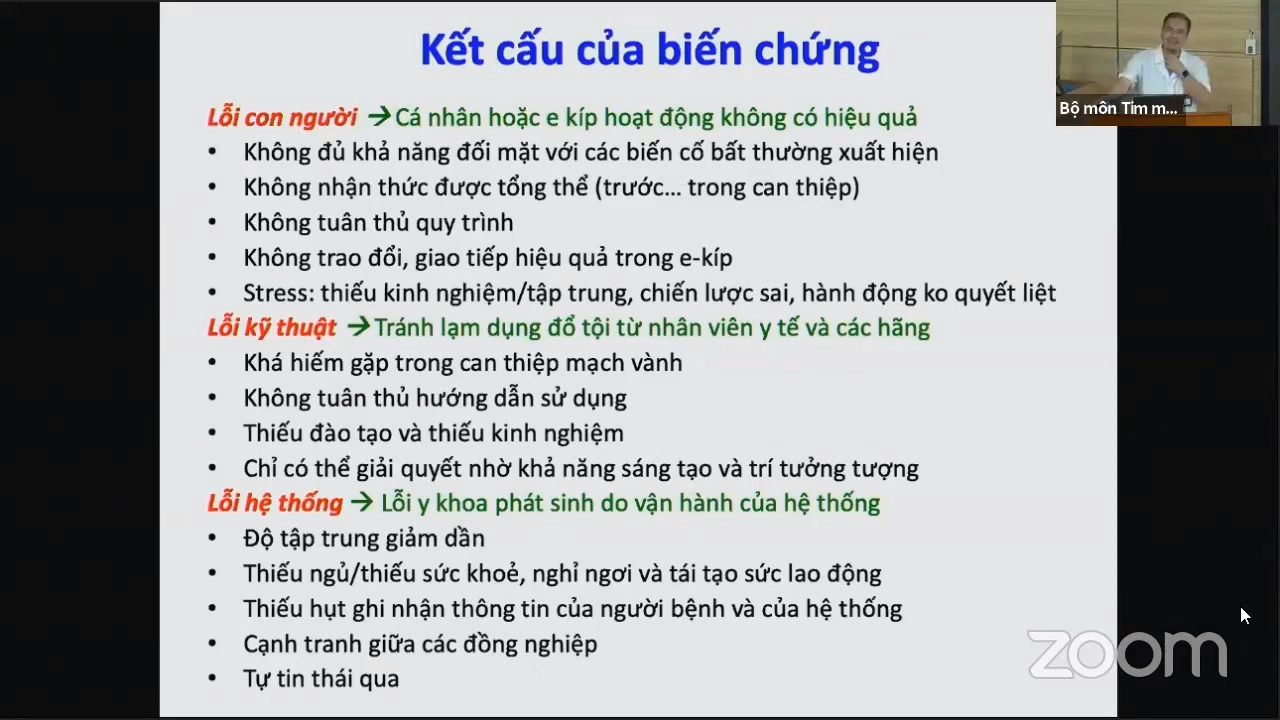 Kết cấu của biến chứng
Bộ môn Tim m...
Lỗi con người → Cá nhân hoặc e kíp hoạt động không có hiệu quả
• Không đủ khả năng đối mặt với các biến cố bất thường xuất hiện
• Không nhận thức được tổng thể (trước... trong can thiệp)
• Không tuân thủ quy trình
• Không trao đổi, giao tiếp hiệu quả trong e-kíp
• Stress: thiếu kinh nghiệm/tập trung, chiến lược sai, hành động ko quyết liệt
Lỗi kỹ thuật → Tránh lạm dụng đổ tội từ nhân viên y tế và các hãng
• Khá hiếm gặp trong can thiệp mạch vành
• Không tuân thủ hướng dẫn sử dụng
• Thiếu đào tạo và thiếu kinh nghiệm
• Chỉ có thể giải quyết nhờ khả năng sáng tạo và trí tưởng tượng
Lỗi hệ thống → Lỗi y khoa phát sinh do vận hành của hệ thống
• Độ tập trung giảm dần
• Thiếu ngủ/thiếu sức khoẻ, nghỉ ngơi và tái tạo sức lao động
• Thiếu hụt ghi nhận thông tin của người bệnh và của hệ thống
• Cạnh tranh giữa các đồng nghiệp
• Tự tin thái qua
zoom